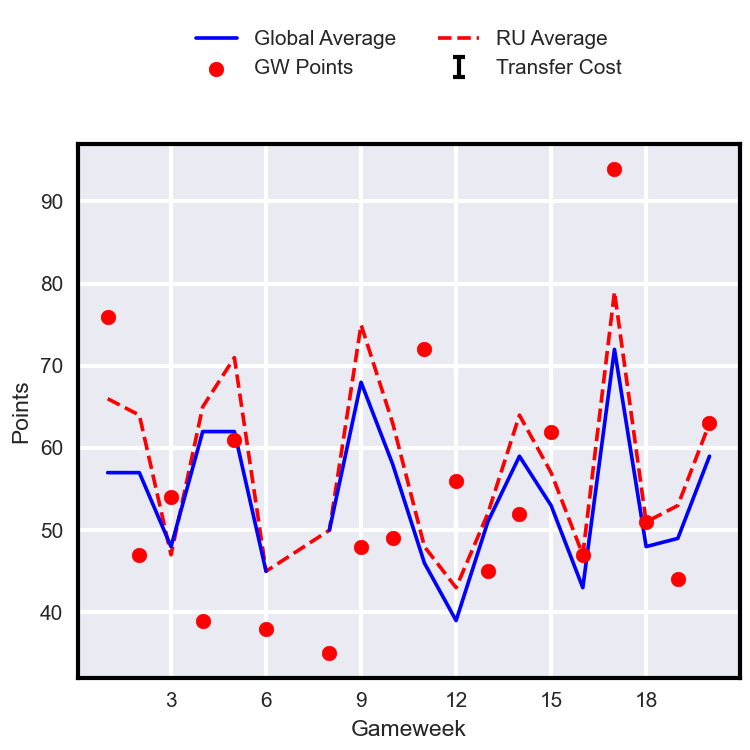 Global Average
RU Average
GW Points
Transfer Cost
90
80
70
60
50
40
Points
3 6 9 12 15 18
Gameweek